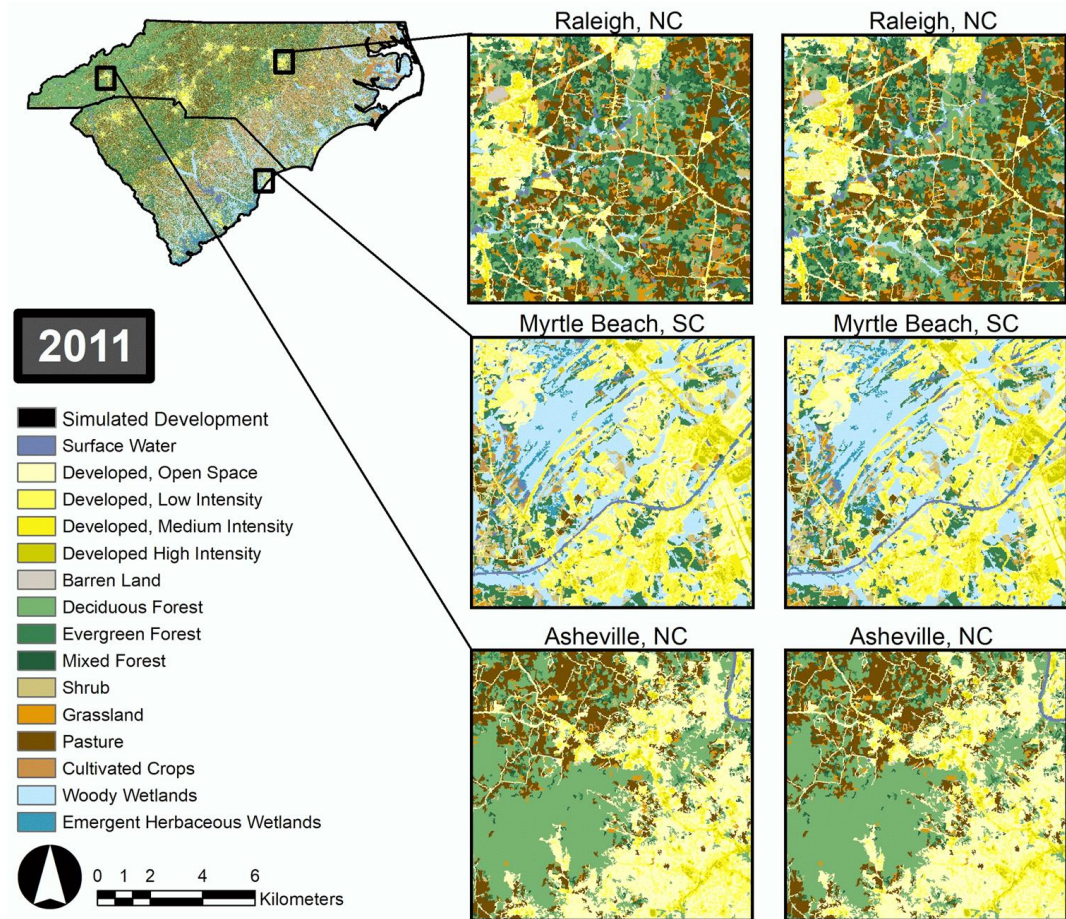 Raleigh, NC
Raleigh, NC
Myrtle Beach, SC
Myrtle Beach, SC
2011
Simulated Development
Surface Water
Developed, Open Space
Developed, Low Intensity
Developed, Medium Intensity
Developed High Intensity
Barren Land
Deciduous Forest
Evergreen Forest
Mixed Forest
Shrub
Grassland
Pasture
Cultivated Crops
Woody Wetlands
Emergent Herbaceous Wetlands
Asheville, NC
Asheville, NC
0 1 2 4 6
Kilometers